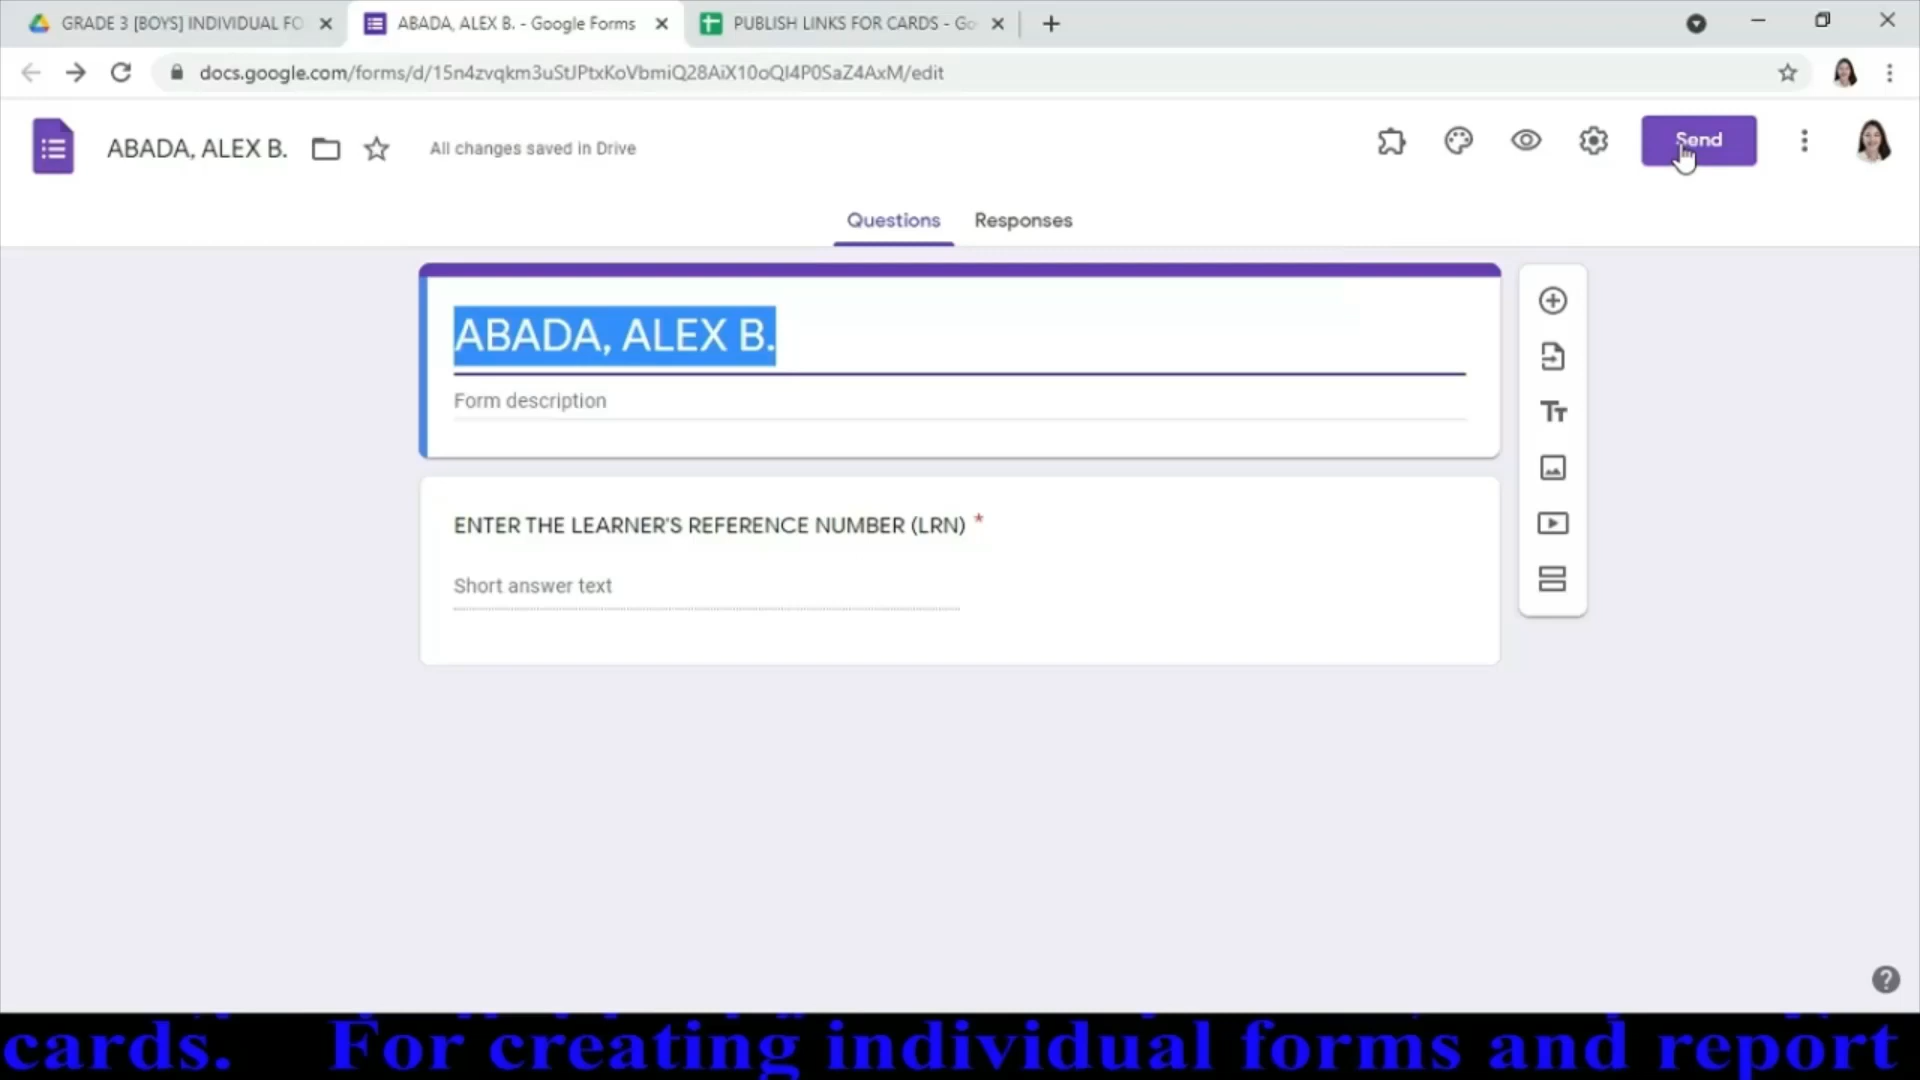 GRADE 3 [BOYS] INDIVIDUAL FO
ABADA, ALEX B. - Google Forms
PUBLISH LINKS FOR CARDS - Go
docs.google.com/forms/d/15n4zvqkm3uStJPtxKoVbmiQ28AiX10oQI4P0SaZ4AxM/edit
ABADA, ALEX B.
All changes saved in Drive
Send
Questions
Responses
ABADA, ALEX B.
Form description
ENTER THE LEARNER'S REFERENCE NUMBER (LRN) *
Short answer text
cards. For creating individual forms and report